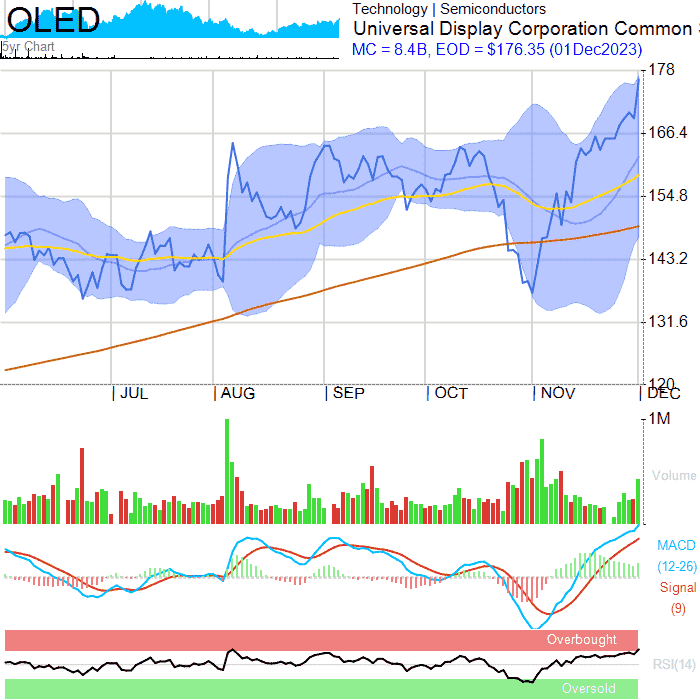 OLED
5yr Chart
Technology | Semiconductors
Universal Display Corporation Common
MC = 8.4B, EOD = $176.35 (01Dec2023)
178
166.4
154.8
143.2
131.6
120
JUL
AUG
SEP
OCT
NOV
DEC
1M
Volume
MACD
(12-26)
Signal
(9)
Overbought
RSI(14)
Oversold